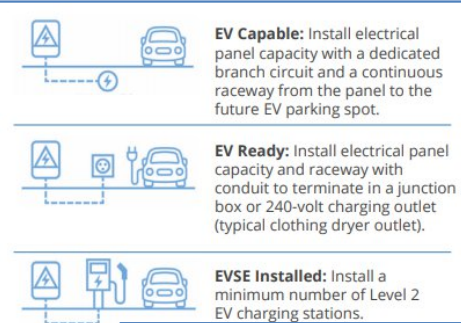 EV Capable: Install electrical
panel capacity with a dedicated
branch circuit and a continuous
raceway from the panel to the
future EV parking spot.
EV Ready: Install electrical panel
capacity and raceway with
conduit to terminate in a junction
box or 240-volt charging outlet
(typical clothing dryer outlet).
EVSE Installed: Install a
minimum number of Level 2
EV charging stations.